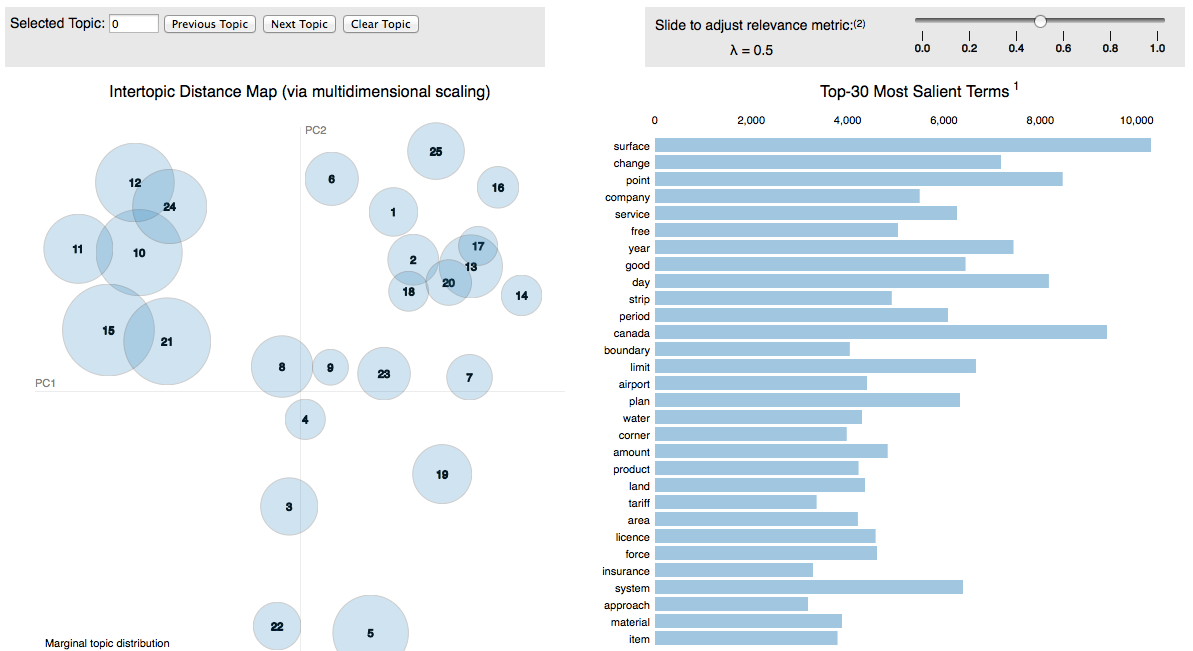 Selected Topic: 0 Previous Topic Next Topic Clear Topic
Slide to adjust relevance metric:(2)
λ = 0.5
0.0 0.2 0.4 0.6 0.8 1.0
Intertopic Distance Map (via multidimensional scaling)
PC2
25
6
16
12
24
1
11
10
2
17
13
20
18
14
15
21
8
9
23
7
PC1
4
19
3
22
5
Marginal topic distribution
Top-30 Most Salient Terms 1
0 2,000 4,000 6,000 8,000 10,000
surface
change
point
company
service
free
year
good
day
strip
period
canada
boundary
limit
airport
plan
water
corner
amount
product
land
tariff
area
licence
force
insurance
system
approach
material
item